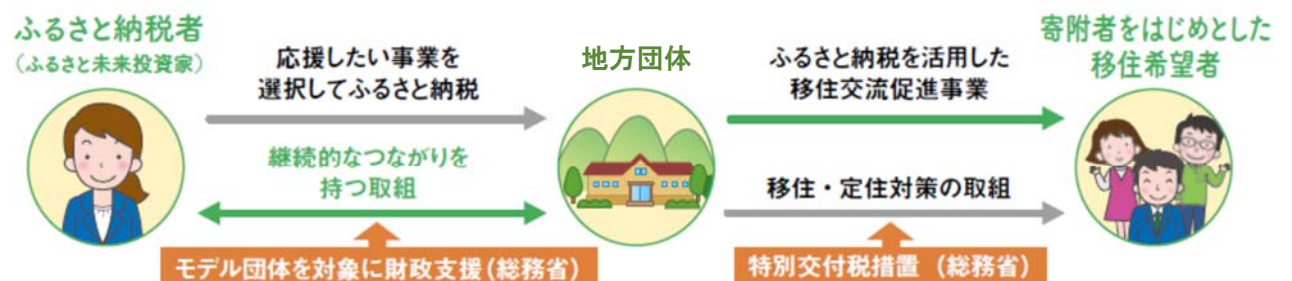 ふるさと納税者
（ふるさと未来投資家）
応援したい事業を
選択してふるさと納税
継続的なつながりを
持つ取組
モデル団体を対象に財政支援（総務省）
地方団体
ふるさと納税を活用した
移住交流促進事業
移住・定住対策の取組
特別交付税措置（総務省）
寄附者をはじめとした
移住希望者